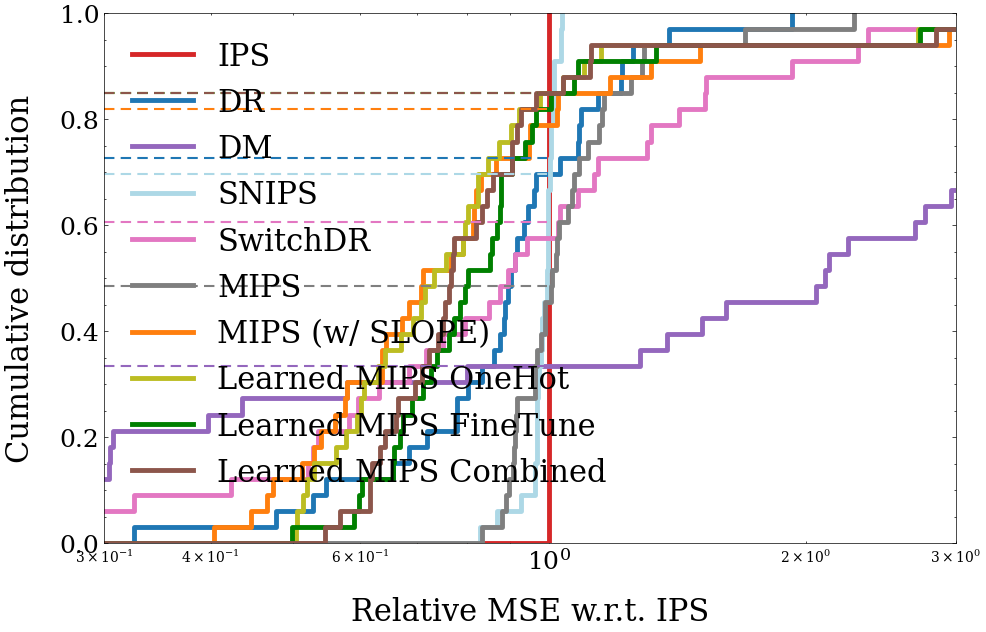 Cumulative distribution
1.0
0.8
0.6
0.4
0.2
0.0
IPS
DR
DM
SNIPS
SwitchDR
MIPS
MIPS (w/ SLOPE)
Learned MIPS OneHot
Learned MIPS FineTune
Learned MIPS Combined
3 × 10⁻¹ 4 × 10⁻¹ 6 × 10⁻¹ 10⁰ 2 × 10⁰ 3 × 10⁰
Relative MSE w.r.t. IPS